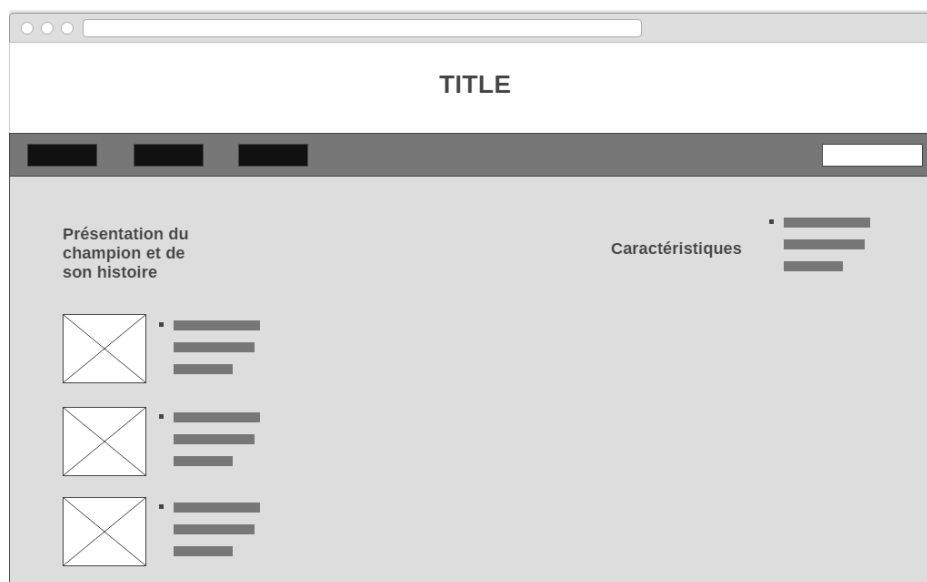 TITLE
Présentation du
champion et de
son histoire
Caractéristiques